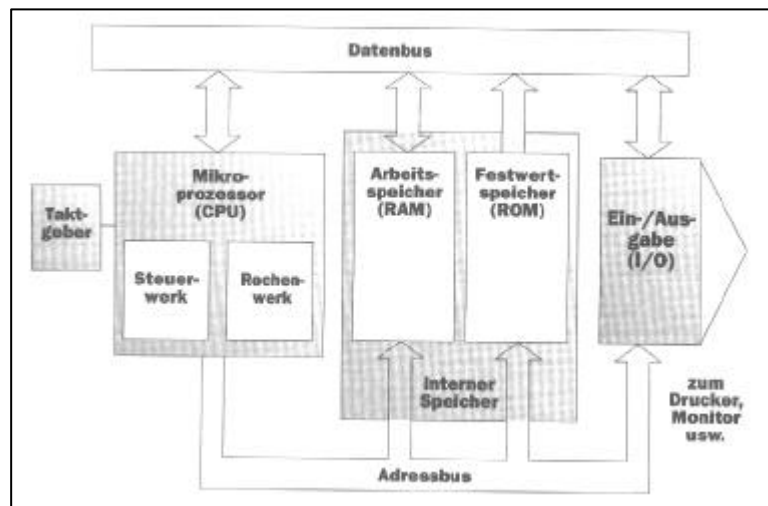 Datenbus
Mikro-
prozessor
(CPU)
Arbeits-
speicher
(RAM)
Festwert-
speicher
(ROM)
Takt-
geber
Ein-/Aus-
gabe
(I/O)
Steuer-
werk
Rechen-
werk
Interner
Speicher
zum
Drucker,
Monitor
usw.
Adressbus